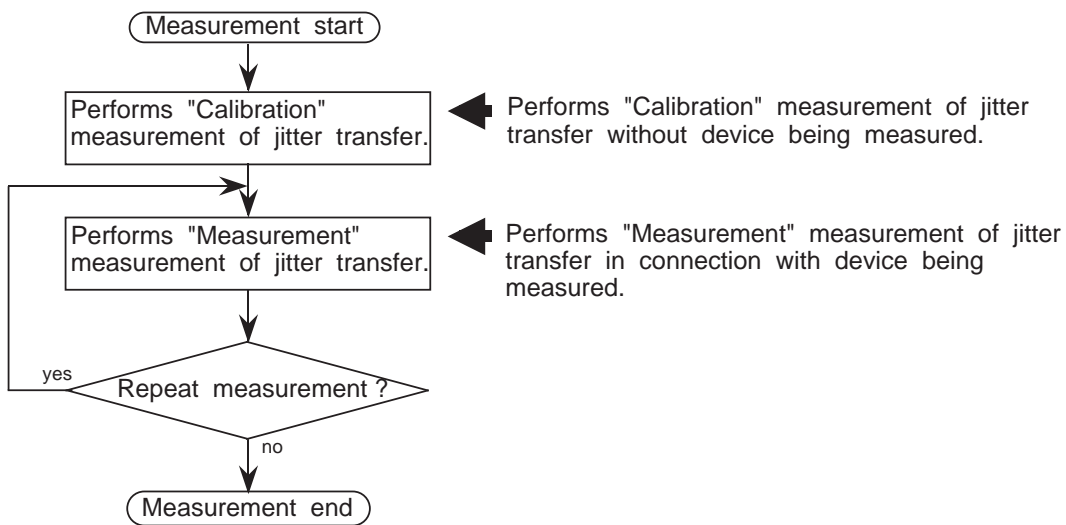 Measurement start
Performs "Calibration"
measurement of jitter transfer.
Performs "Calibration" measurement of jitter
transfer without device being measured.
Performs "Measurement"
measurement of jitter transfer.
Performs "Measurement" measurement of jitter
transfer in connection with device being
measured.
yes
Repeat measurement ?
no
Measurement end